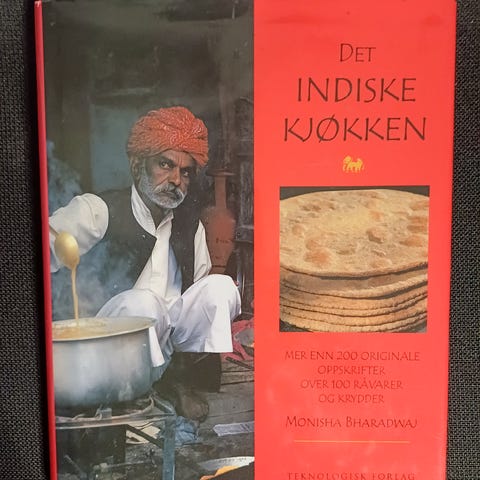 DET
INDISKE
KJØKKEN
MER ENN 200 ORIGINALE
OPPSKRIFTER
OVER 100 RÅVARER
OG KRYDDER
MONISHA BHARADWAJ
TEKNOLOGISK FORLAG